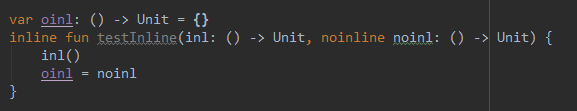 var oinl: () -> Unit = {}
inline fun testInline(inl: () -> Unit, noinline noinl: () -> Unit) {
    inl()
    oinl = noinl
}